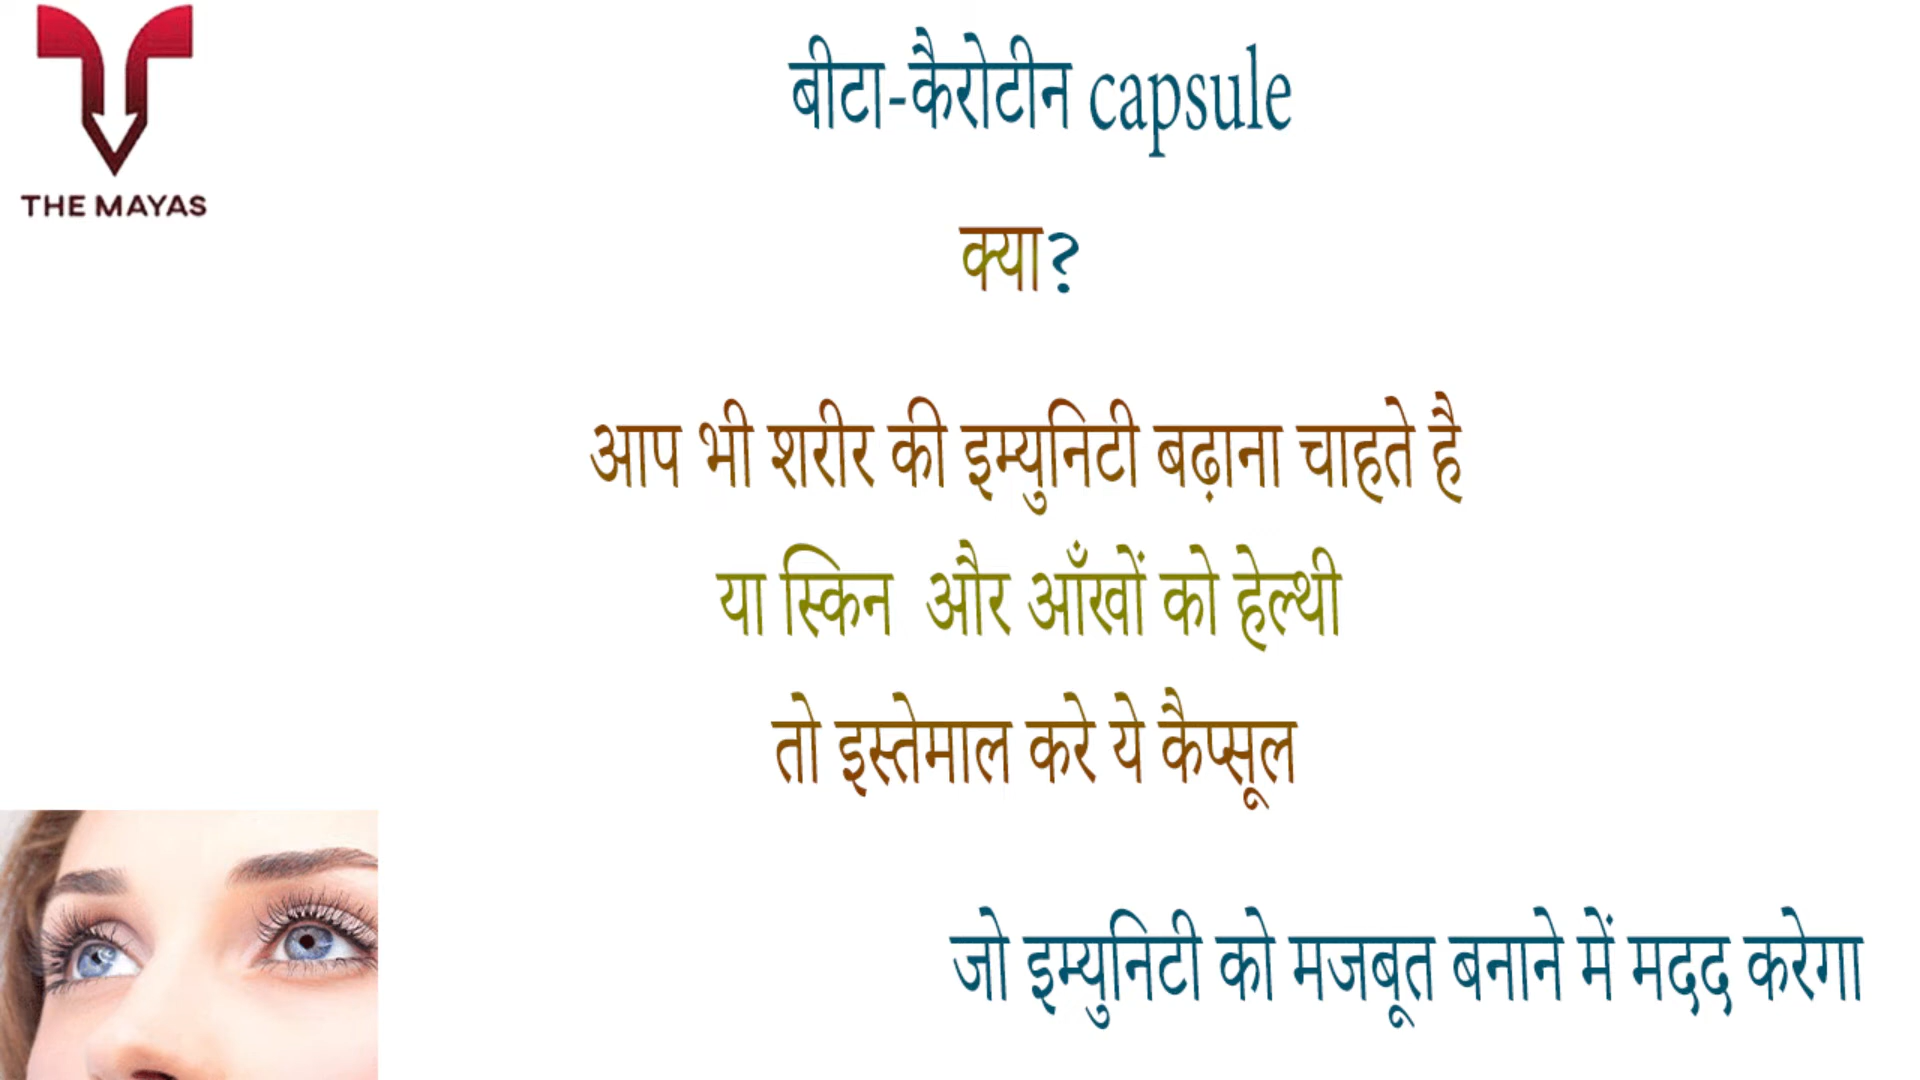 THE MAYAS
बीटा-कैरोटीन capsule
क्या?
आप भी शरीर की इम्युनिटी बढ़ाना चाहते है
या स्किन और आँखों को हेल्थी
तो इस्तेमाल करे ये कैप्सूल
जो इम्युनिटी को मजबूत बनाने में मदद करेगा